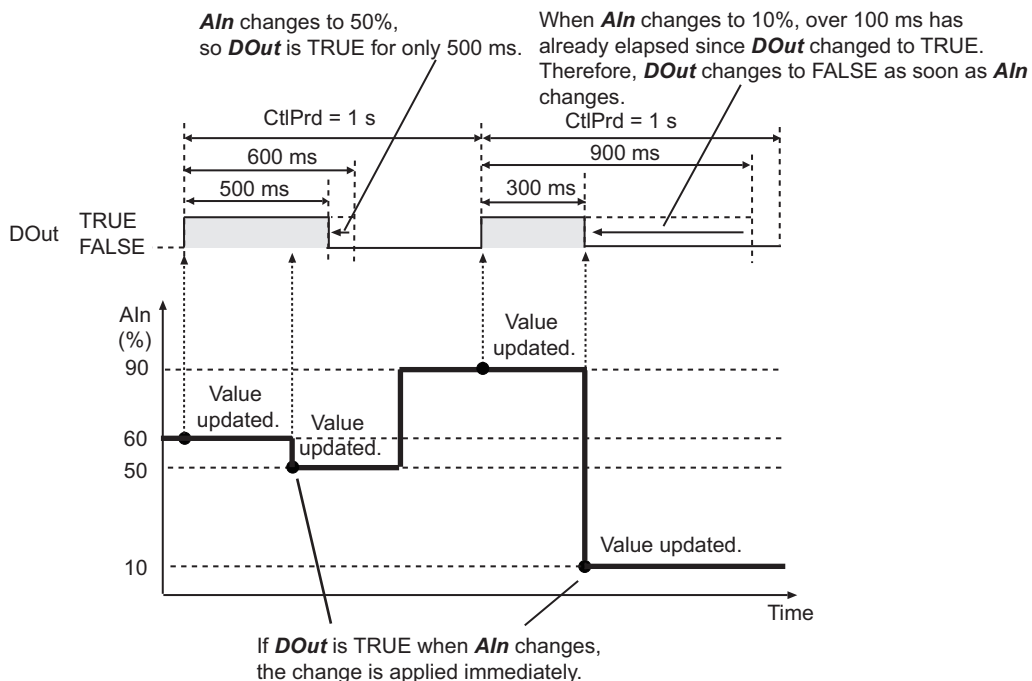 AIn changes to 50%,
so DOut is TRUE for only 500 ms.
When AIn changes to 10%, over 100 ms has
already elapsed since DOut changed to TRUE.
Therefore, DOut changes to FALSE as soon as AIn
changes.
CtlPrd = 1 s
CtlPrd = 1 s
600 ms
900 ms
500 ms
300 ms
DOut
TRUE
FALSE
AIn
(%)
90
60
50
10
Value
updated.
Value
updated.
Value
updated.
Value updated.
Time
If DOut is TRUE when AIn changes,
the change is applied immediately.